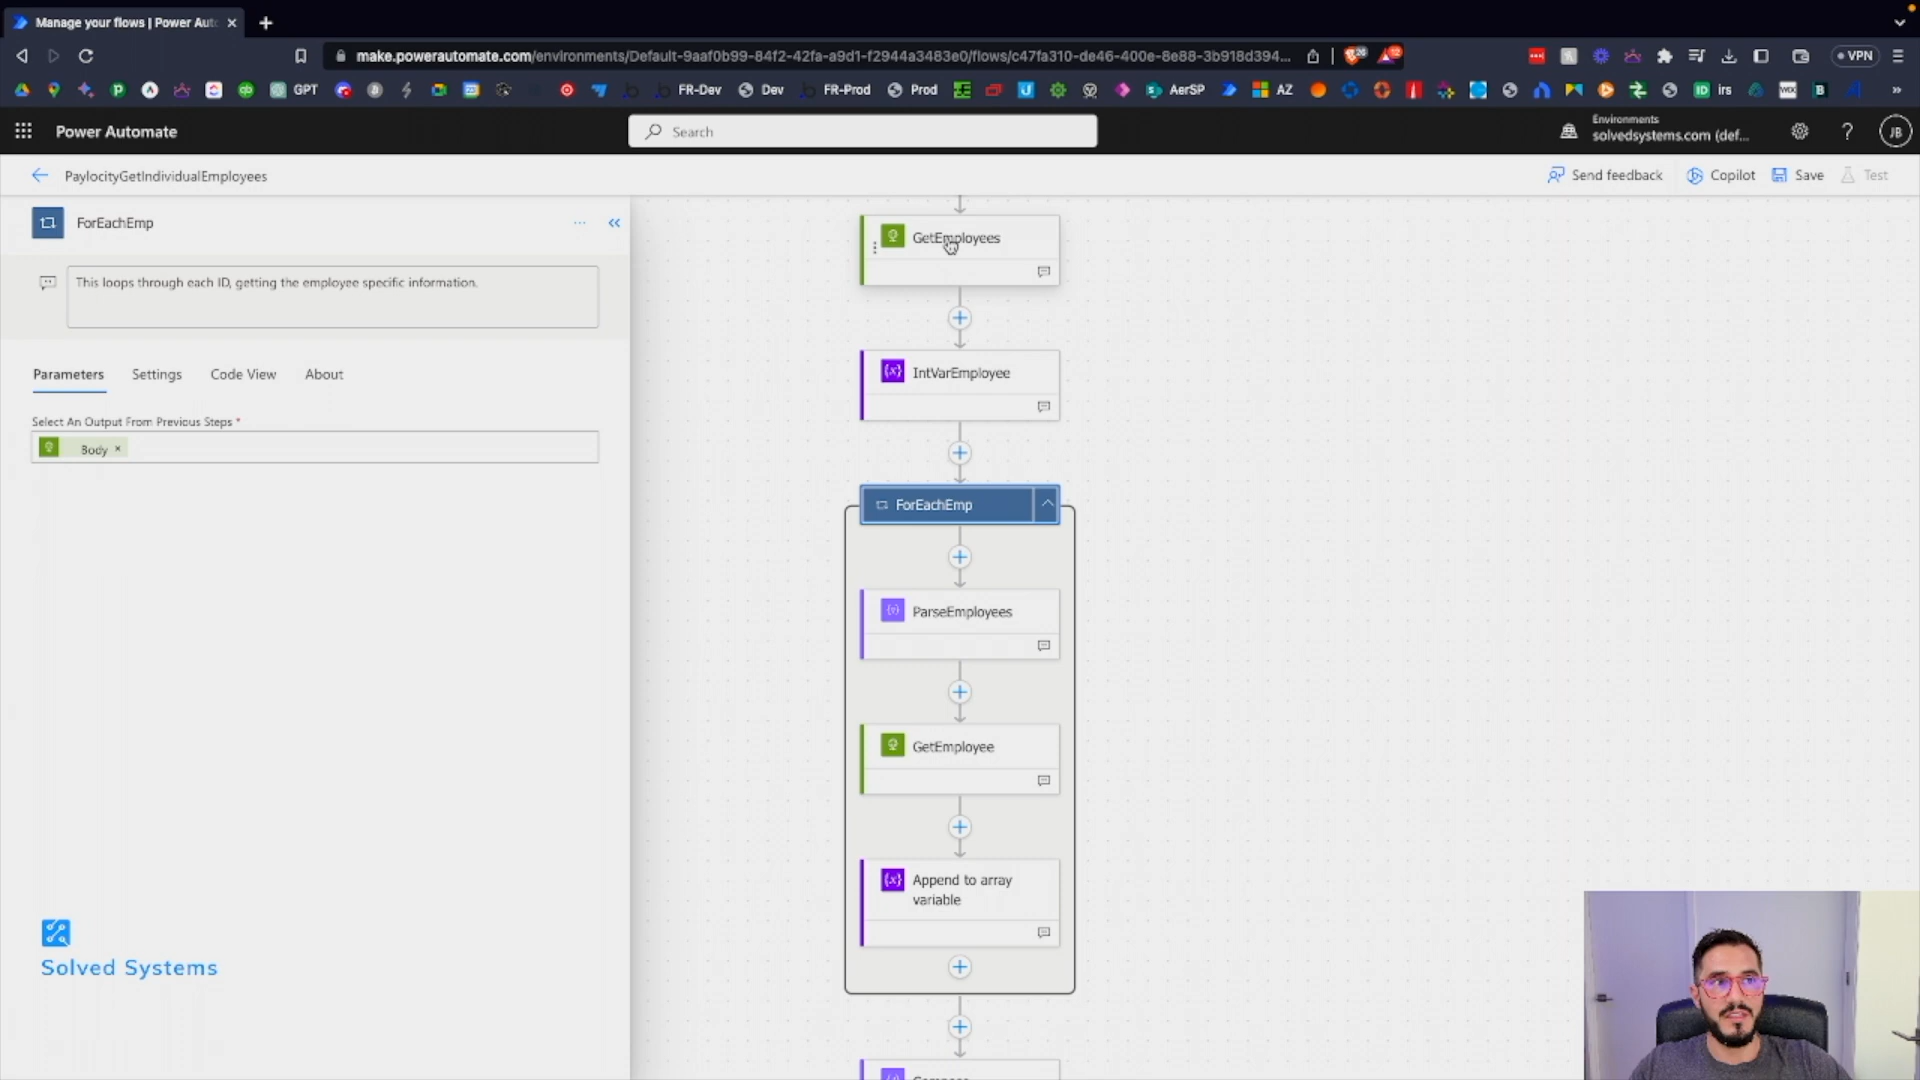 Manage your flows | Power Aut
make.powerautomate.com/environments/Default-9aaf0b99-84f2-42fa-a9d1-f2944a3483e0/flows/c47fa310-de46-400e-8e88-3b918d394...
VPN
GPT
FR-Dev
Dev
FR-Prod
Prod
AerSP
AZ
ID irs
Power Automate
Search
Environments
solvedsystems.com (def...
JB
PaylocityGetIndividualEmployees
Send feedback
Copilot
Save
Test
ForEachEmp
This loops through each ID, getting the employee specific information.
Parameters
Settings
Code View
About
Select An Output From Previous Steps *
Body ×
GetEmployees
IntVarEmployee
ForEachEmp
ParseEmployees
GetEmployee
Append to array
variable
Solved Systems